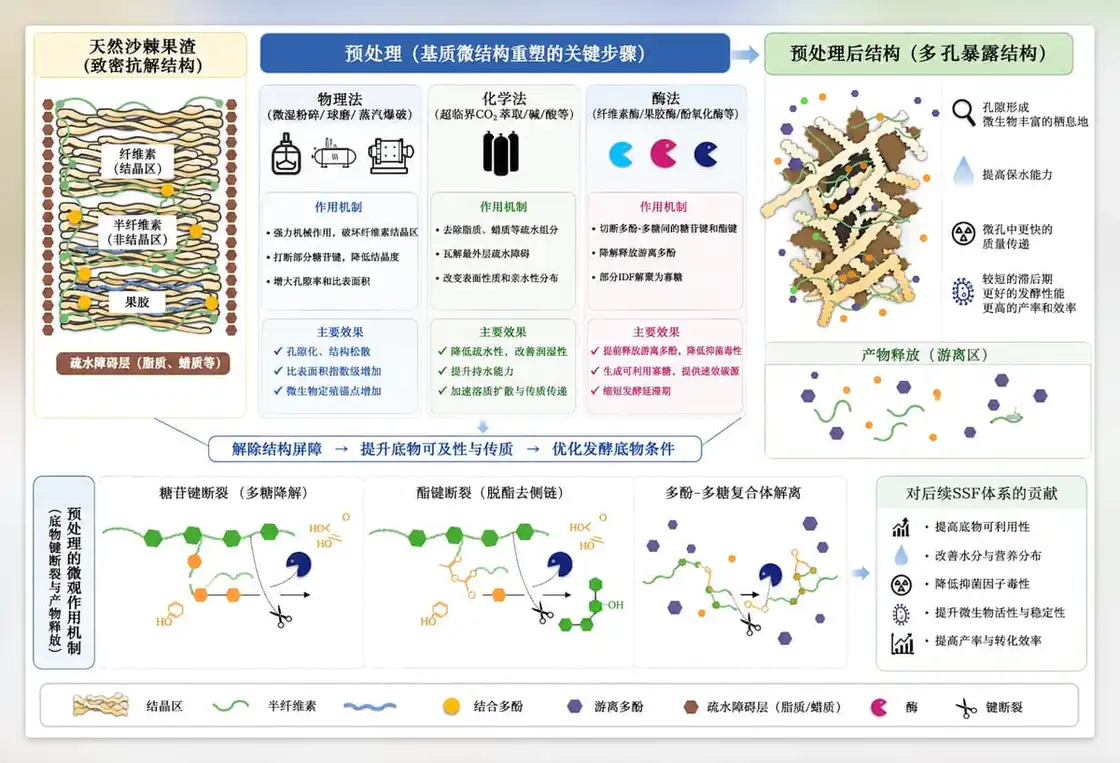 天然沙棘果渣
(致密抗解结构)
纤维素
(结晶区)
半纤维素
(非结晶区)
果胶
疏水障碍层（脂质、蜡质等）
预处理（基质微结构重塑的关键步骤）
物理法
(微湿粉碎/球磨/蒸汽爆破)
作用机制
• 强力机械作用，破坏纤维素结晶区
• 打断部分糖苷键，降低结晶度
• 增大孔隙率和比表面积
主要效果
✓ 孔隙化、结构松散
✓ 比表面积指数级增加
✓ 微生物定殖锚点增加
化学法
(超临界CO₂萃取/碱/酸等)
作用机制
• 去除脂质、蜡质等疏水组分
• 瓦解最外层疏水障碍
• 改变表面性质和亲水性分布
主要效果
✓ 降低疏水性，改善润湿性
✓ 提升持水能力
✓ 加速溶质扩散与传质传递
酶法
(纤维素酶/果胶酶/酚氧化酶等)
作用机制
• 切断多酚-多糖间的糖苷键和酯键
• 降解释放游离多酚
• 部分IDF解聚为寡糖
主要效果
✓ 提前释放游离多酚，降低抑菌毒性
✓ 生成可利用寡糖，提供速效碳源
✓ 缩短发酵延滞期
解除结构屏障 → 提升底物可及性与传质 → 优化发酵底物条件
预处理后结构（多孔暴露结构）
孔隙形成
微生物丰富的栖息地
提高保水能力
微孔中更快的
质量传递
较短的滞后期
更好的发酵性能
更高的产率和效率
产物释放（游离区）
预处理的微观作用机制
(底物键断裂与产物释放)
糖苷键断裂（多糖降解）
HO
O
HO
HO
酯键断裂（脱酯去侧链）
HO
O
HO
HO
OH
多酚-多糖复合体解离
对后续SSF体系的贡献
• 提高底物可利用性
• 改善水分与营养分布
• 降低抑菌因子毒性
• 提升微生物活性与稳定性
• 提高产率与转化效率
结晶区
半纤维素
结合多酚
游离多酚
疏水障碍层（脂质/蜡质）
酶
键断裂